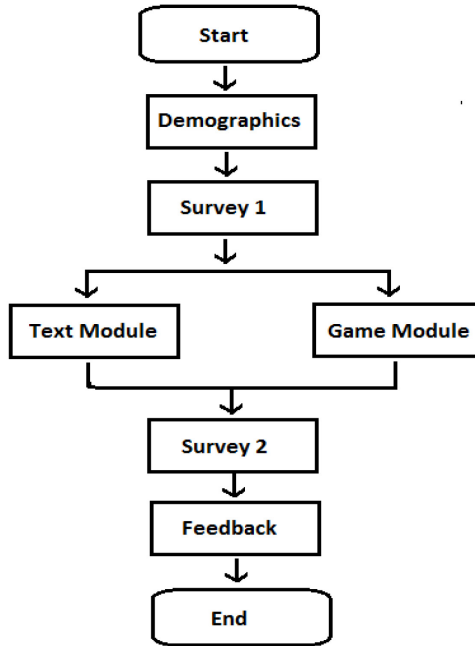 Start
Demographics
Survey 1
Text Module
Game Module
Survey 2
Feedback
End